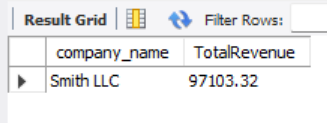 Result Grid Filter Rows:
company_name TotalRevenue
Smith LLC 97103.32